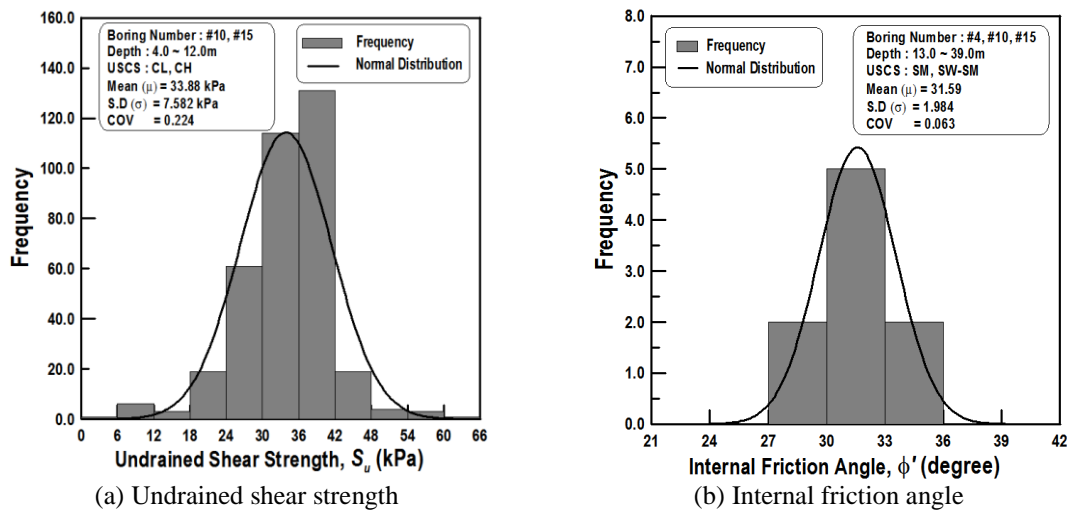 Boring Number : #10, #15
Depth : 4.0 ~ 12.0m
USCS : CL, CH
Mean (μ) = 33.88 kPa
S.D (σ) = 7.582 kPa
COV = 0.224
Frequency
Normal Distribution
160.0
140.0
120.0
100.0
80.0
60.0
40.0
20.0
0.0
Frequency
0 6 12 18 24 30 36 42 48 54 60 66
Undrained Shear Strength, Su (kPa)
(a) Undrained shear strength
Frequency
Normal Distribution
Boring Number : #4, #10, #15
Depth : 13.0 ~ 39.0m
USCS : SM, SW-SM
Mean (μ) = 31.59
S.D (σ) = 1.984
COV = 0.063
8.0
7.0
6.0
5.0
4.0
3.0
2.0
1.0
0.0
Frequency
21 24 27 30 33 36 39 42
Internal Friction Angle, ϕ′ (degree)
(b) Internal friction angle